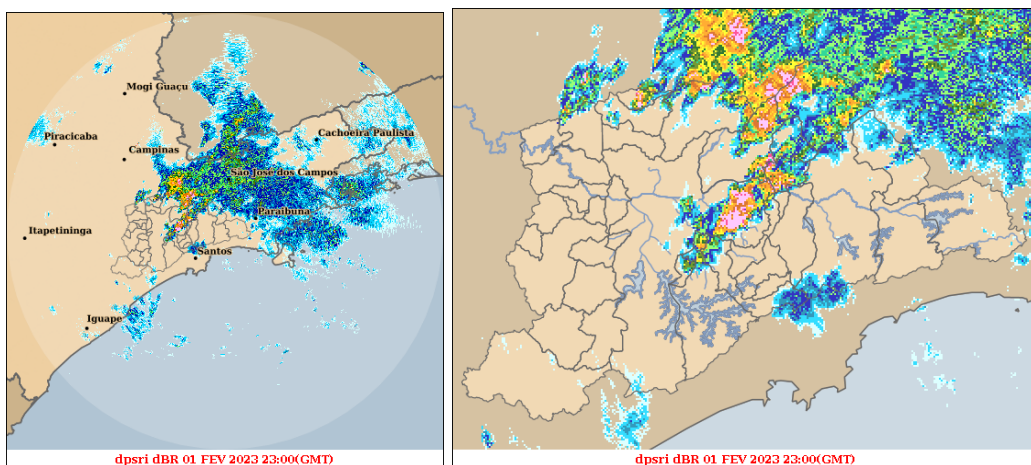 Mogi Guaçu
Piracicaba
Cachoeira Paulista
Campinas
São José dos Campos
Paraibuna
Itapetininga
Santos
Iguape
dpsri dBR 01 FEV 2023 23:00(GMT)
dpsri dBR 01 FEV 2023 23:00(GMT)